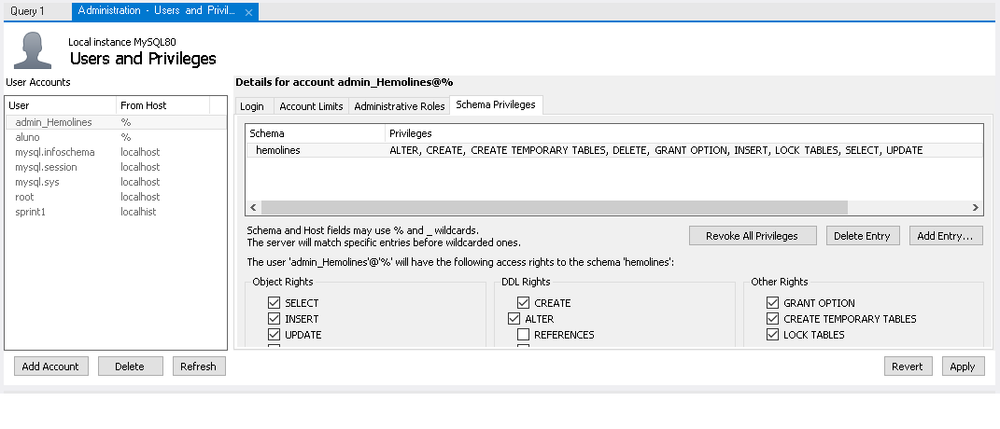 Query 1
Administration - Users and Privil...
Local instance MySQL80
Users and Privileges
User Accounts
User From Host
admin_Hemolines %
aluno %
mysql.infoschema localhost
mysql.session localhost
mysql.sys localhost
root localhost
sprint1 localhist
Add Account Delete Refresh
Details for account admin_Hemolines@%
Login Account Limits Administrative Roles Schema Privileges
Schema Privileges
hemolines ALTER, CREATE, CREATE TEMPORARY TABLES, DELETE, GRANT OPTION, INSERT, LOCK TABLES, SELECT, UPDATE
Schema and Host fields may use % and _ wildcards.
The server will match specific entries before wildcarded ones.
Revoke All Privileges Delete Entry Add Entry...
The user 'admin_Hemolines'@'%' will have the following access rights to the schema 'hemolines':
Object Rights
SELECT
INSERT
UPDATE
DDL Rights
CREATE
ALTER
REFERENCES
Other Rights
GRANT OPTION
CREATE TEMPORARY TABLES
LOCK TABLES
Revert Apply